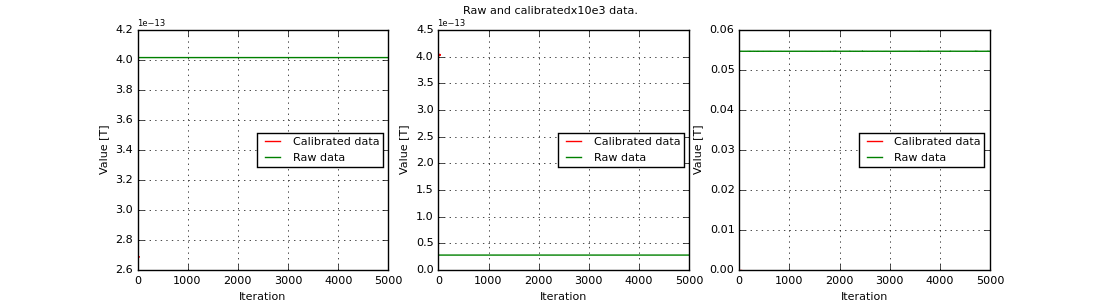 Raw and calibratedx10e3 data.
1e−13
4.2
4.0
3.8
3.6
3.4
3.2
3.0
2.8
2.6
Value [T]
Calibrated data
Raw data
0 1000 2000 3000 4000 5000
Iteration
1e−13
4.5
4.0
3.5
3.0
2.5
2.0
1.5
1.0
0.5
0.0
Value [T]
Calibrated data
Raw data
0 1000 2000 3000 4000 5000
Iteration
0.06
0.05
0.04
0.03
0.02
0.01
0.00
Value [T]
Calibrated data
Raw data
0 1000 2000 3000 4000 5000
Iteration